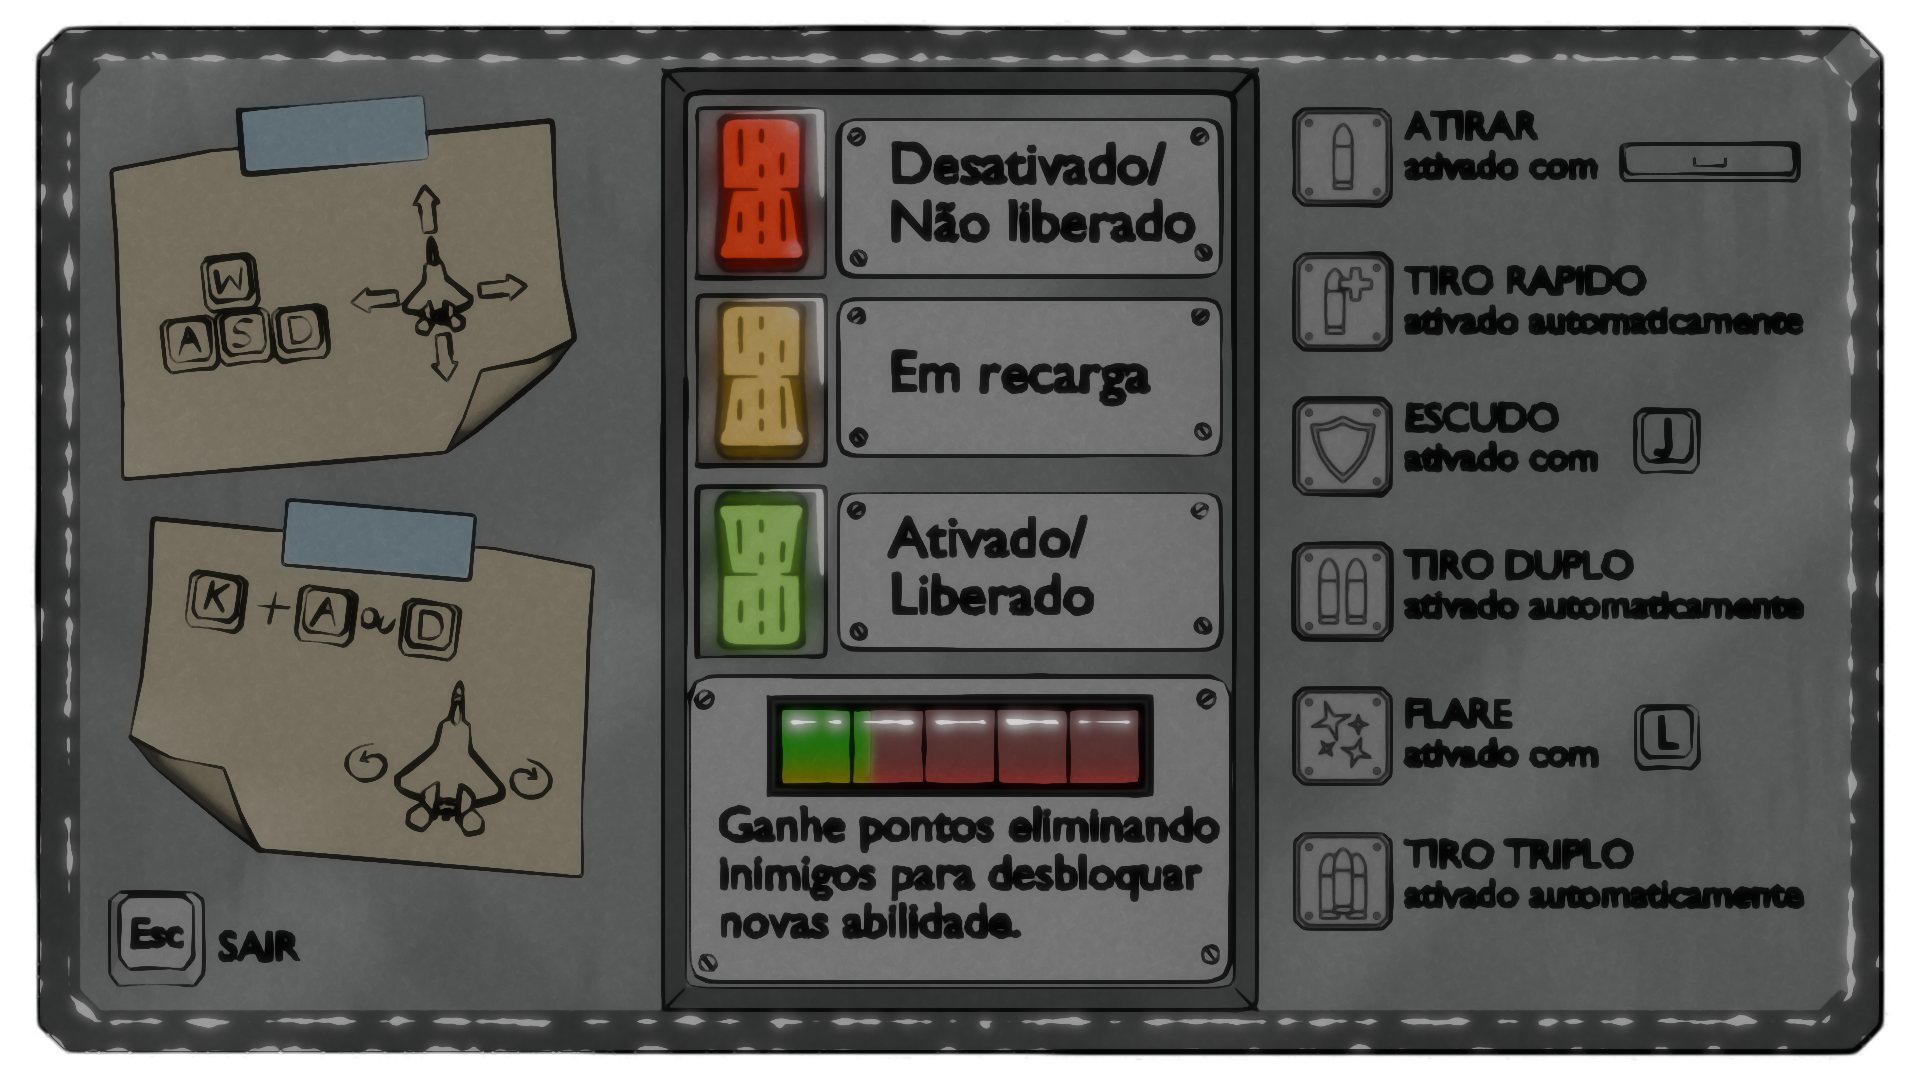 W
A S D
K + A ou D
Esc SAIR
Desativado/
Não liberado
Em recarga
Ativado/
Liberado
Ganhe pontos eliminando
inimigos para desbloquar
novas abilidade.
ATIRAR
ativado com
TIRO RAPIDO
ativado automaticamente
ESCUDO
ativado com J
TIRO DUPLO
ativado automaticamente
FLARE
ativado com L
TIRO TRIPLO
ativado automaticamente